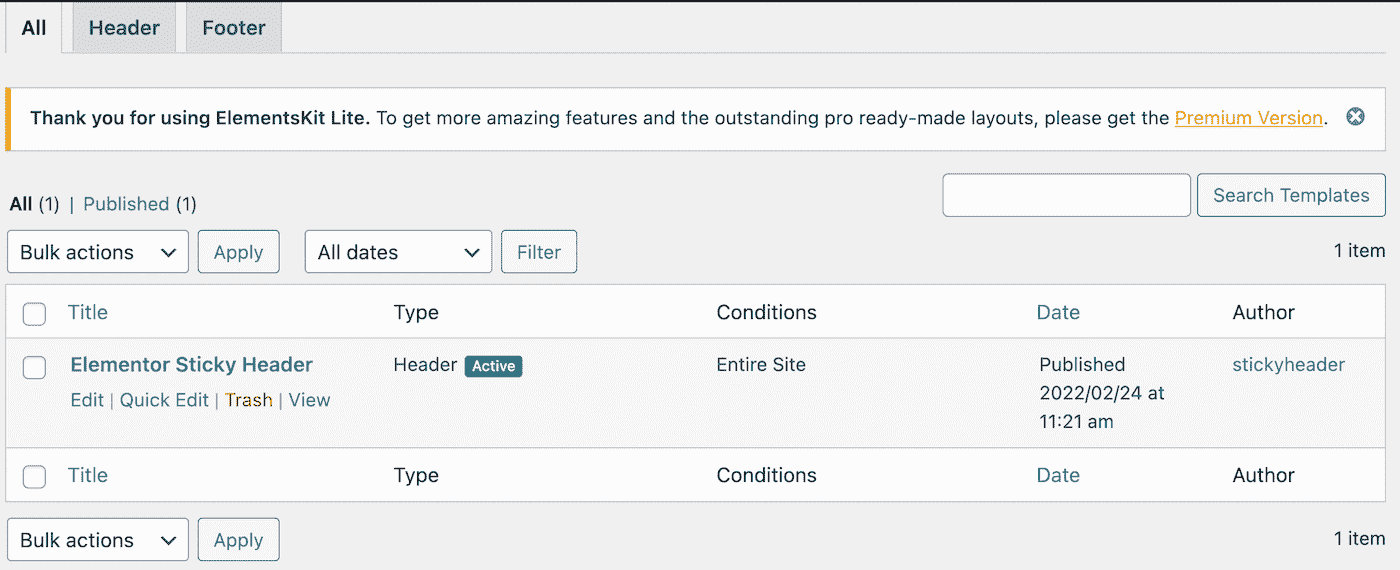 All Header Footer
Thank you for using ElementsKit Lite. To get more amazing features and the outstanding pro ready-made layouts, please get the Premium Version.
Search Templates
All (1) | Published (1)
Bulk actions Apply All dates Filter 1 item
Title Type Conditions Date Author
Elementor Sticky Header Header Active Entire Site Published stickyheader
2022/02/24 at
Edit | Quick Edit | Trash | View
11:21 am
Title Type Conditions Date Author
Bulk actions Apply 1 item